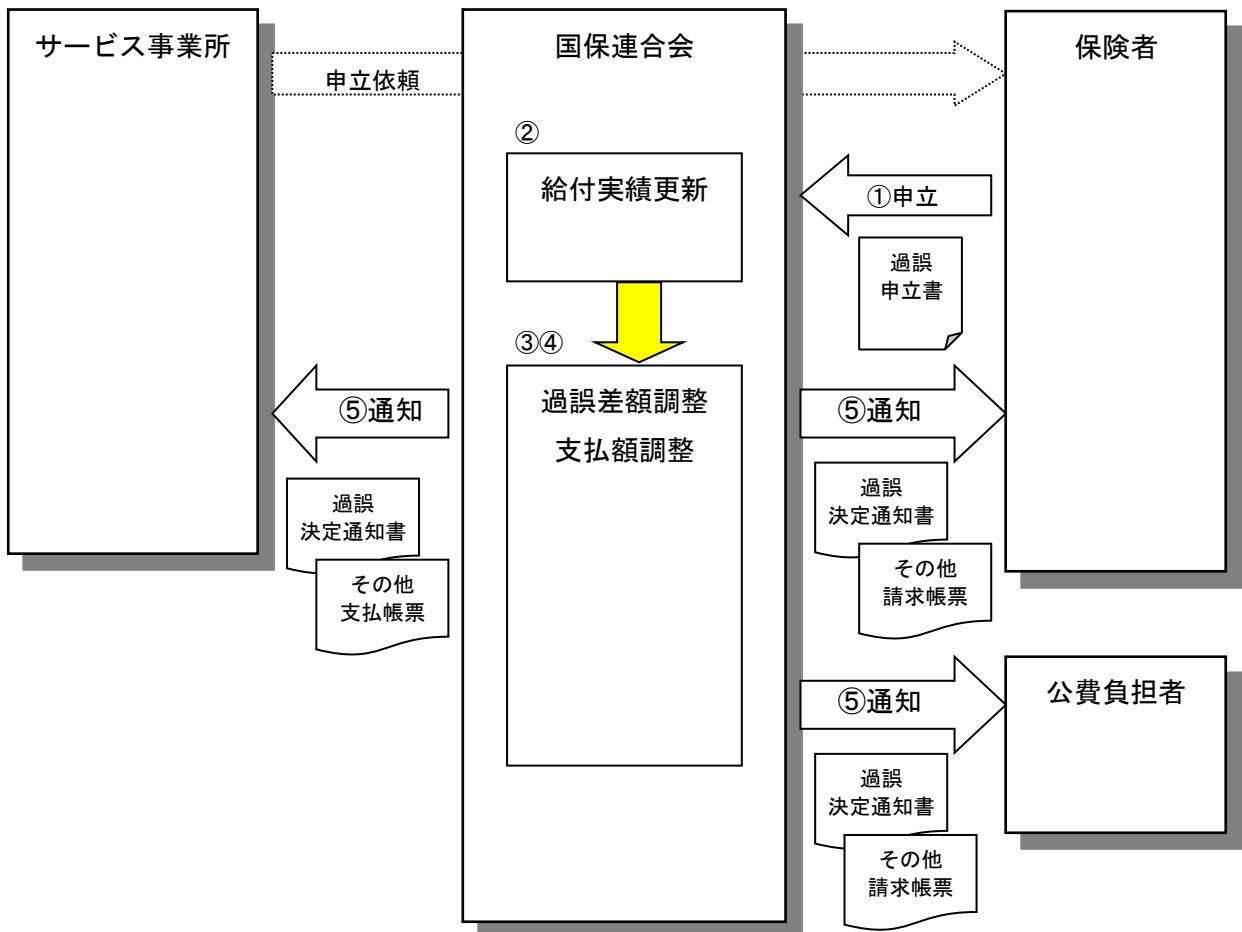 サービス事業所
国保連合会
保険者
申立依頼
②
給付実績更新
①申立
過誤
申立書
③④
過誤差額調整
支払額調整
⑤通知
過誤
決定通知書
その他
支払帳票
⑤通知
過誤
決定通知書
その他
請求帳票
⑤通知
公費負担者
過誤
決定通知書
その他
請求帳票